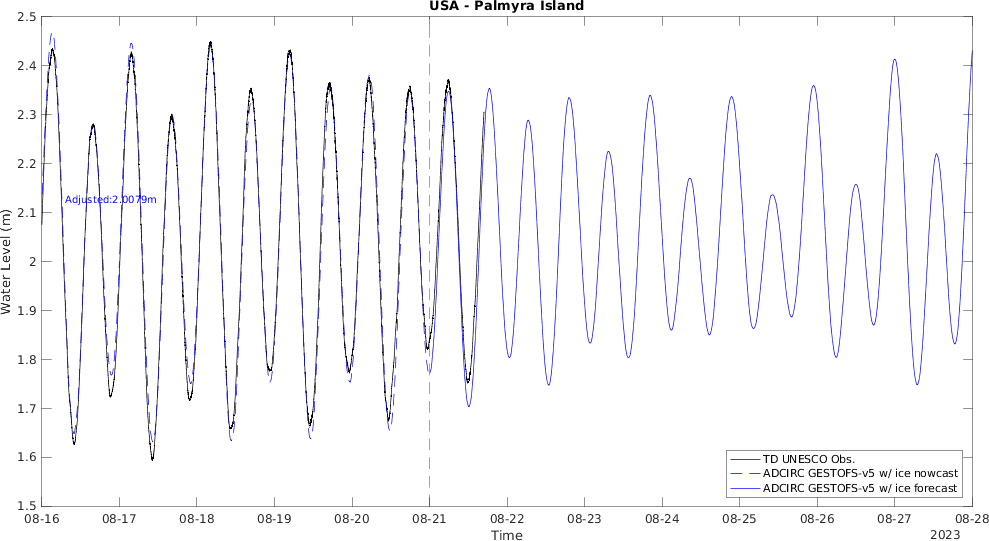 USA - Palmyra Island
2.5
2.4
2.3
2.2
2.1
2
1.9
1.8
1.7
1.6
1.5
Water Level (m)
Adjusted:2.0079m
TD UNESCO Obs.
ADCIRC GESTOFS-v5 w/ ice nowcast
ADCIRC GESTOFS-v5 w/ ice forecast
08-16 08-17 08-18 08-19 08-20 08-21 08-22 08-23 08-24 08-25 08-26 08-27 08-28
Time
2023